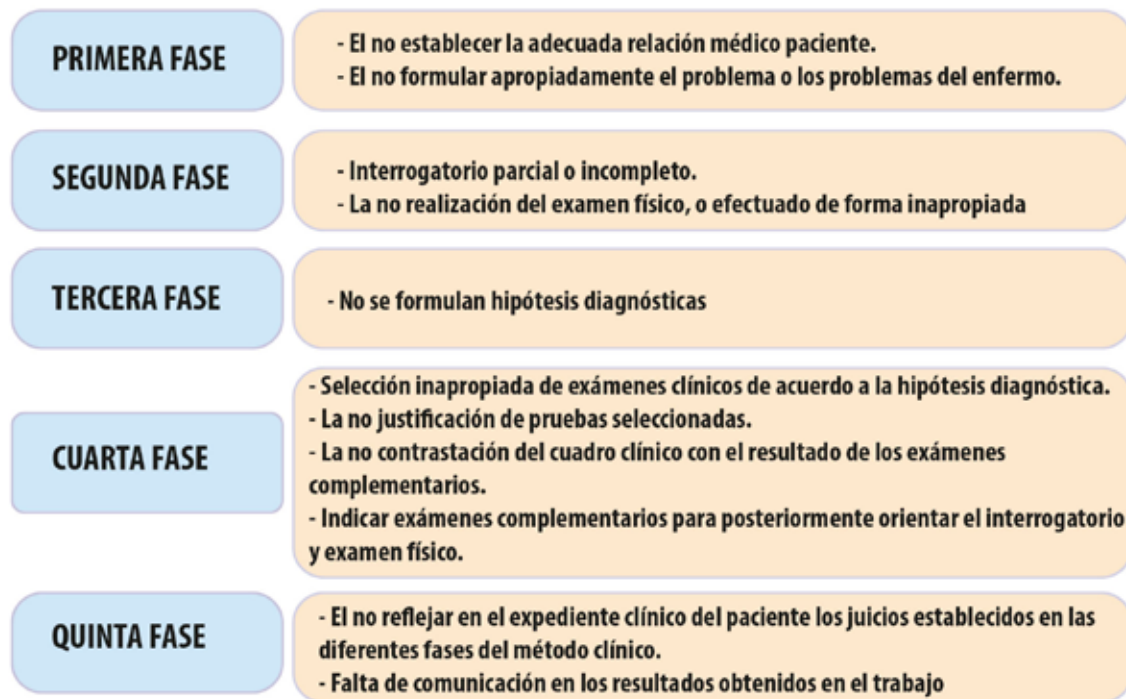 PRIMERA FASE
- El no establecer la adecuada relación médico paciente.
- El no formular apropiadamente el problema o los problemas del enfermo.
SEGUNDA FASE
- Interrogatorio parcial o incompleto.
- La no realización del examen físico, o efectuado de forma inapropiada
TERCERA FASE
- No se formulan hipótesis diagnósticas
CUARTA FASE
- Selección inapropiada de exámenes clínicos de acuerdo a la hipótesis diagnóstica.
- La no justificación de pruebas seleccionadas.
- La no contrastación del cuadro clínico con el resultado de los exámenes
complementarios.
- Indicar exámenes complementarios para posteriormente orientar el interrogatorio
y examen físico.
QUINTA FASE
- El no reflejar en el expediente clínico del paciente los juicios establecidos en las
diferentes fases del método clínico.
- Falta de comunicación en los resultados obtenidos en el trabajo